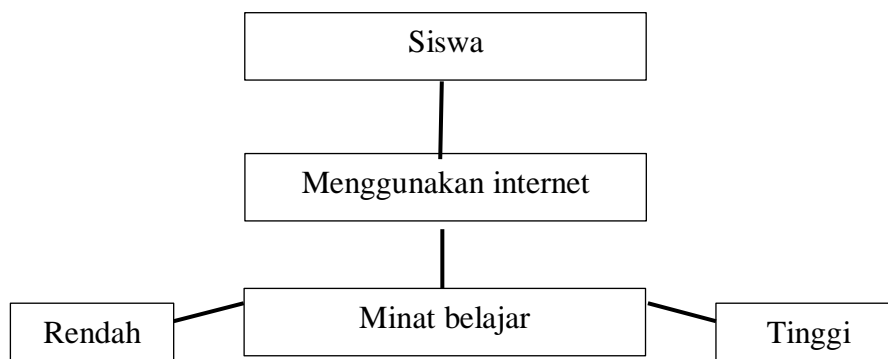 Siswa
Menggunakan internet
Minat belajar
Rendah
Tinggi